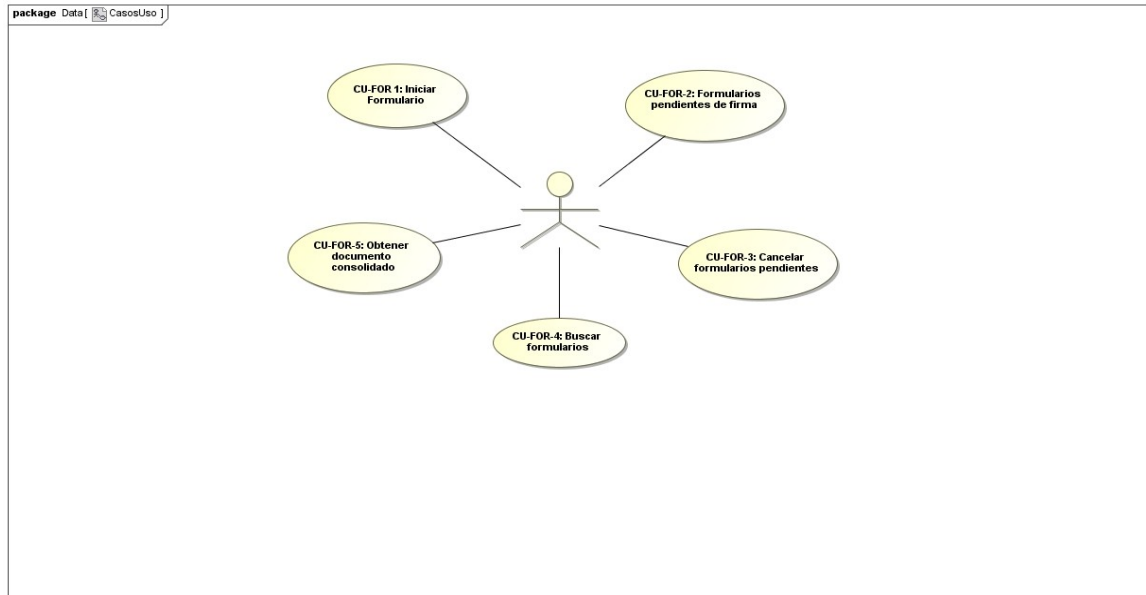 package Data [ CasosUso ]
CU-FOR 1: Iniciar
Formulario
CU-FOR-2: Formularios
pendientes de firma
CU-FOR-5: Obtener
documento
consolidado
CU-FOR-3: Cancelar
formularios pendientes
CU-FOR-4: Buscar
formularios